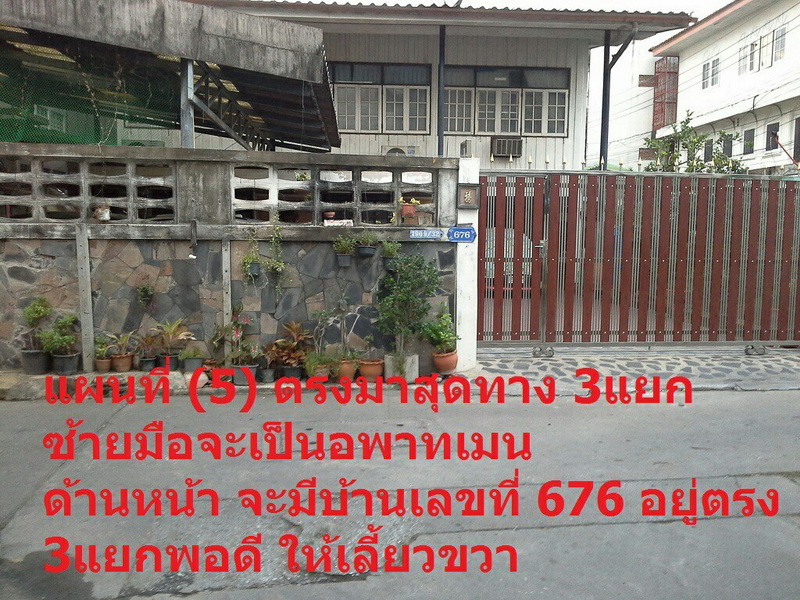 676
แผนที่ (5) ตรงมาสุดทาง 3แยก
ซ้ายมือจะเป็นอพาทเมน
ด้านหน้า จะมีบ้านเลขที่ 676 อยู่ตรง
3แยกพอดี ให้เลี้ยวขวา